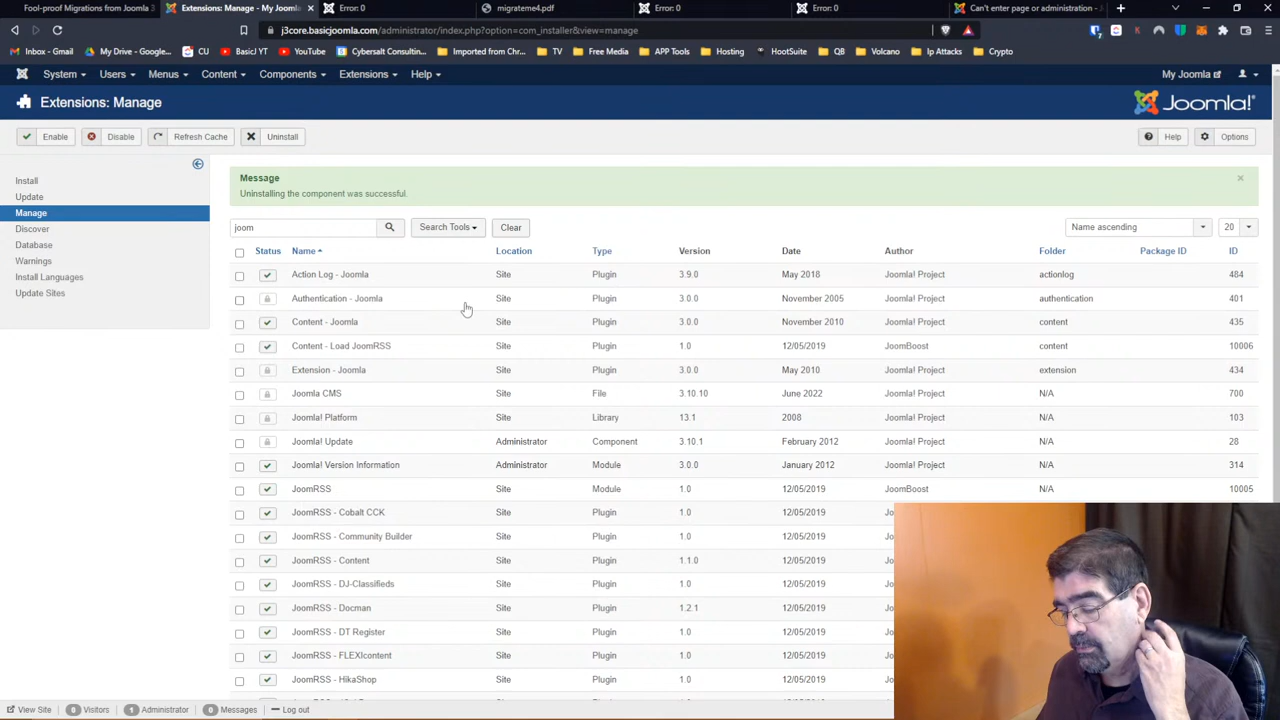 Fool-proof Migrations from Joomla 3
Extensions: Manage - My Joomla
Error: 0
migrateme4.pdf
Error: 0
Error: 0
Can't enter page or administration -
j3core.basicjoomla.com/administrator/index.php?option=com_installer&view=manage
Inbox - Gmail
My Drive - Google...
CU
BasicJ YT
YouTube
Cybersalt Consulting...
Imported from Chr...
TV
Free Media
APP Tools
Hosting
HootSuite
QB
Volcano
Ip Attacks
Crypto
System
Users
Menus
Content
Components
Extensions
Help
My Joomla
Extensions: Manage
Joomla!
Enable
Disable
Refresh Cache
Uninstall
Help
Options
Install
Update
Manage
Discover
Database
Warnings
Install Languages
Update Sites
Message
Uninstalling the component was successful.
joom
Search Tools
Clear
Name ascending
20
Status Name Location Type Version Date Author Folder Package ID ID
Action Log - Joomla Site Plugin 3.9.0 May 2018 Joomla! Project actionlog 484
Authentication - Joomla Site Plugin 3.0.0 November 2005 Joomla! Project authentication 401
Content - Joomla Site Plugin 3.0.0 November 2010 Joomla! Project content 435
Content - Load JoomRSS Site Plugin 1.0 12/05/2019 JoomBoost content 10006
Extension - Joomla Site Plugin 3.0.0 May 2010 Joomla! Project extension 434
Joomla CMS Site File 3.10.10 June 2022 Joomla! Project N/A 700
Joomla! Platform Site Library 13.1 2008 Joomla! Project N/A 103
Joomla! Update Administrator Component 3.10.1 February 2012 Joomla! Project N/A 28
Joomla! Version Information Administrator Module 3.0.0 January 2012 Joomla! Project N/A 314
JoomRSS Site Module 1.0 12/05/2019 JoomBoost N/A 10005
JoomRSS - Cobalt CCK Site Plugin 1.0 12/05/2019
JoomRSS - Community Builder Site Plugin 1.0 12/05/2019
JoomRSS - Content Site Plugin 1.1.0 12/05/2019
JoomRSS - DJ-Classifieds Site Plugin 1.0 12/05/2019
JoomRSS - Docman Site Plugin 1.2.1 12/05/2019
JoomRSS - DT Register Site Plugin 1.0 12/05/2019
JoomRSS - FLEXIcontent Site Plugin 1.0 12/05/2019
JoomRSS - HikaShop Site Plugin 1.0 12/05/2019
View Site
0 Visitors
1 Administrator
0 Messages
Log out